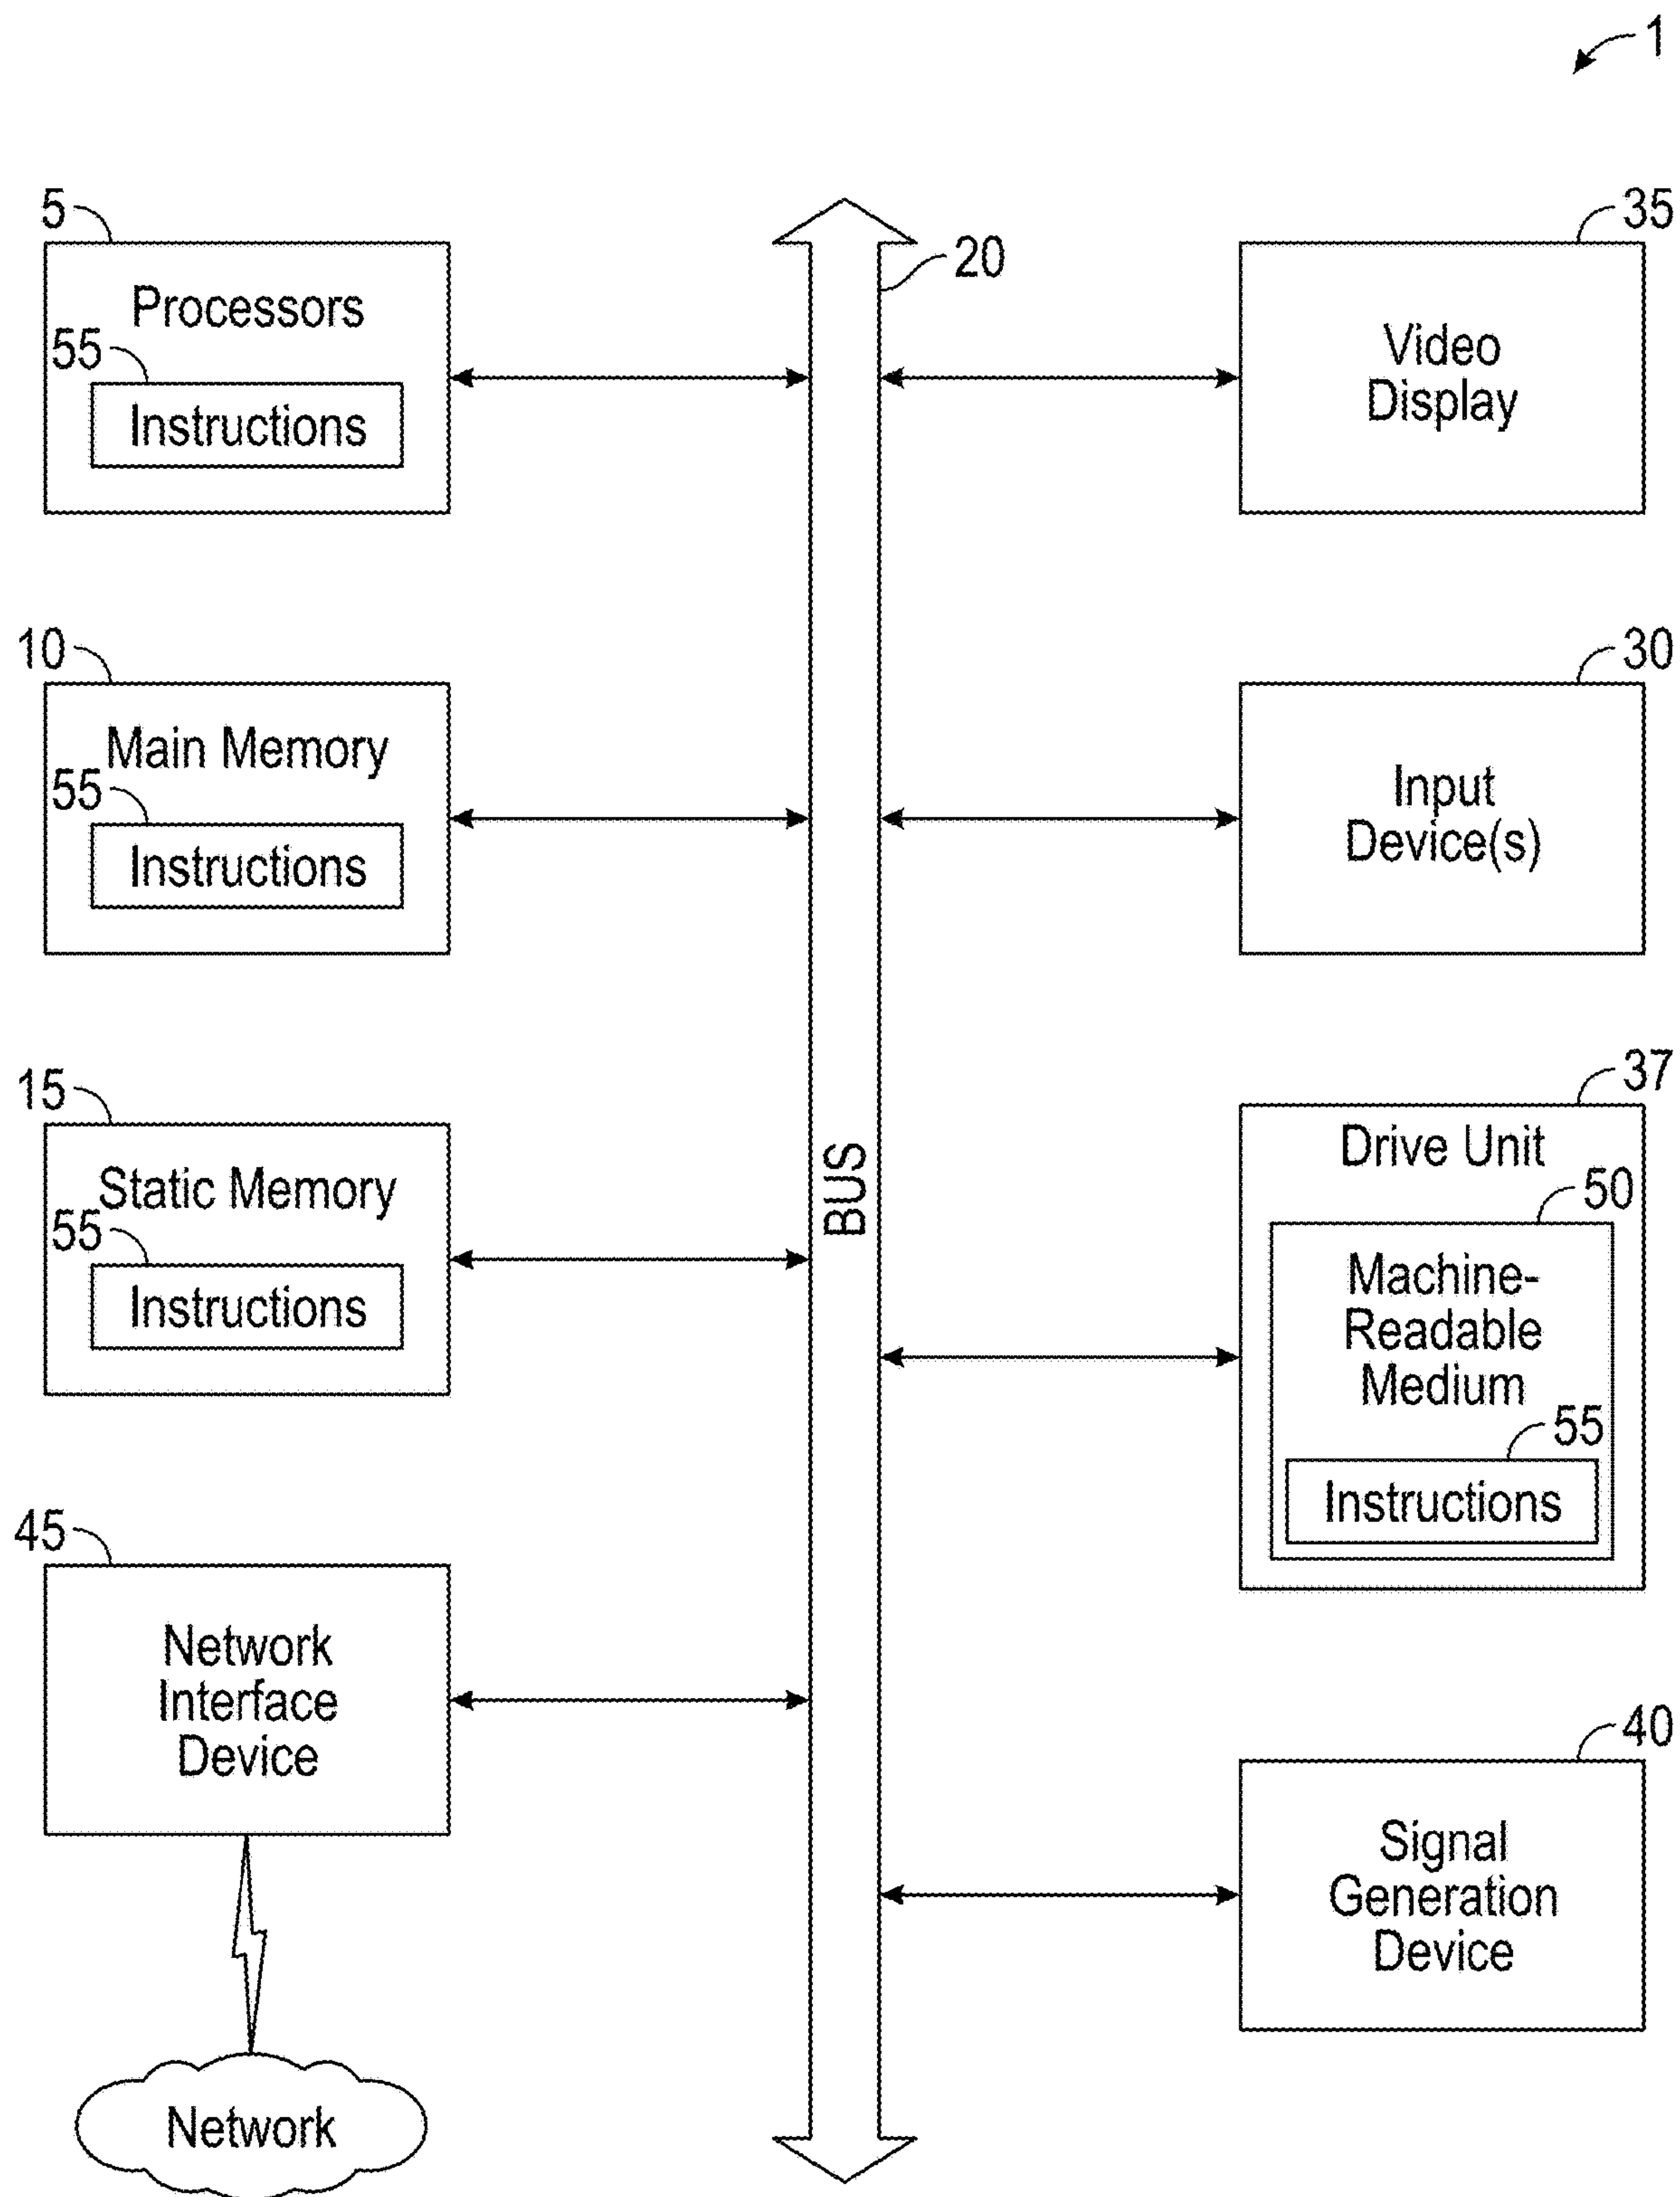 1
5
Processors
55
Instructions
20
35
Video
Display
10
Main Memory
55
Instructions
30
Input
Device(s)
15
Static Memory
55
Instructions
BUS
37
Drive Unit
50
Machine-
Readable
Medium
55
Instructions
45
Network
Interface
Device
40
Signal
Generation
Device
Network